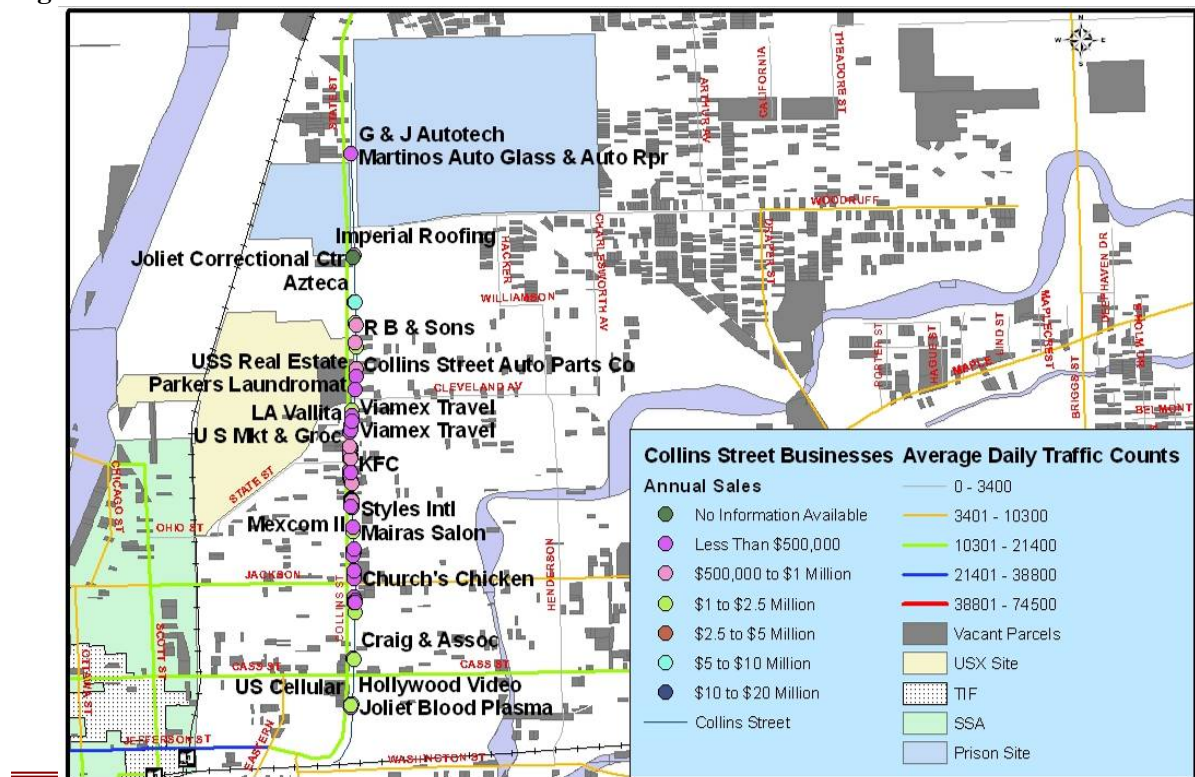 STATE ST
ARTHUR AV
CALIFORNIA
THEADORE ST
W
E
S
G & J Autotech
Martinos Auto Glass & Auto Rpr
WOODRUFF
Imperial Roofing
HACKER
CHARLESWORTH AV
DRAPER ST
Joliet Correctional Ctr
Azteca
WILLIAMSON
R B & Sons
USS Real Estate
Collins Street Auto Parts Co
Parkers Laundromat
CLEVELAND AV
PORTER ST
HAGUE ST
LIND ST
MAPLE
BRIGGS ST
BELMONT
LA Vallita
Viamex Travel
U S Mkt & Groc
Viamex Travel
KFC
STATE ST
CHICAGO ST
OHIO ST
Styles Intl
Mexcom II
Mairas Salon
HENDERSON
JACKSON
Church's Chicken
COLLINS ST
SCOTT ST
OTTAWA ST
Craig & Assoc
CASS ST
CASS ST
US Cellular
Hollywood Video
Joliet Blood Plasma
JEFFERSON ST
EASTERN
WASHINGTON ST
Collins Street Businesses
Annual Sales
No Information Available
Less Than $500,000
$500,000 to $1 Million
$1 to $2.5 Million
$2.5 to $5 Million
$5 to $10 Million
$10 to $20 Million
Collins Street
Average Daily Traffic Counts
0 - 3400
3401 - 10300
10301 - 21400
21401 - 38800
38801 - 74500
Vacant Parcels
USX Site
TIF
SSA
Prison Site